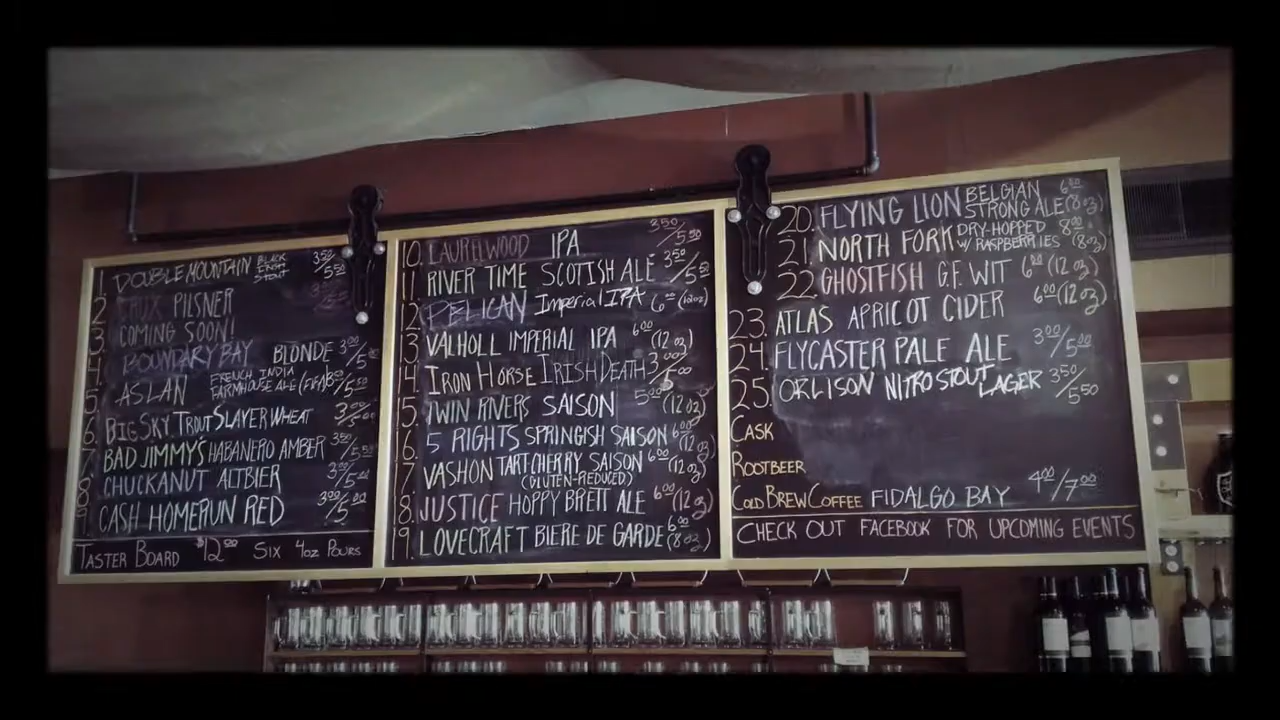 1. DOUBLE MOUNTAIN BLACK IRISH STOUT 3.50/5.50
2. CRUX PILSNER
3. COMING SOON!
4. BOUNDARY BAY BLONDE 3.00/5.00
5. ASLAN FRENCH INDIA FARMHOUSE ALE
6. BIG SKY TROUT SLAYER WHEAT
7. BAD JIMMY'S HABANERO AMBER 3.50/5.50
8. CHUCKANUT ALTBIER 3.00/5.00
9. CASH HOMERUN RED 3.00/5.00
TASTER BOARD $12.00 SIX 4OZ POURS
10. LAURELWOOD IPA 3.50/5.50
11 RIVER TIME SCOTISH ALE 3.50/5.50
12. PELICAN Imperial IPA 6.00 (12oz)
13. VALHOLL IMPERIAL IPA 6.00 (12 oz)
14. IRON HORSE IRISH DEATH 3.00/5.00
15. TWIN RIVERS SAISON 5.00 (12 oz)
16. 5 RIGHTS SPRINGISH SAISON 6.00 (12 oz)
17. VASHON TART CHERRY SAISON 6.00 (12 oz)
(GLUTEN-REDUCED)
18. JUSTICE HOPPY BRETT ALE 6.00 (12 oz)
19. LOVECRAFT BIERE DE GARDE 6.00 (8 oz)
20. FLYING LION BELGIAN STRONG ALE 6.00 (8 oz)
21. NORTH FORK DRY-HOPPED W/ RASPBERRIES 8.00 (8 oz)
22. GHOSTFISH G.F. WIT 6.00 (12 oz)
23. ATLAS APRICOT CIDER 6.00 (12 oz)
24. FLYCASTER PALE ALE 3.00/5.00
25. ORLISON NITRO STOUT LAGER 3.50/5.50
CASK
ROOTBEER
COLD BREW COFFEE FIDALGO BAY 4.00/7.00
CHECK OUT FACEBOOK FOR UPCOMING EVENTS